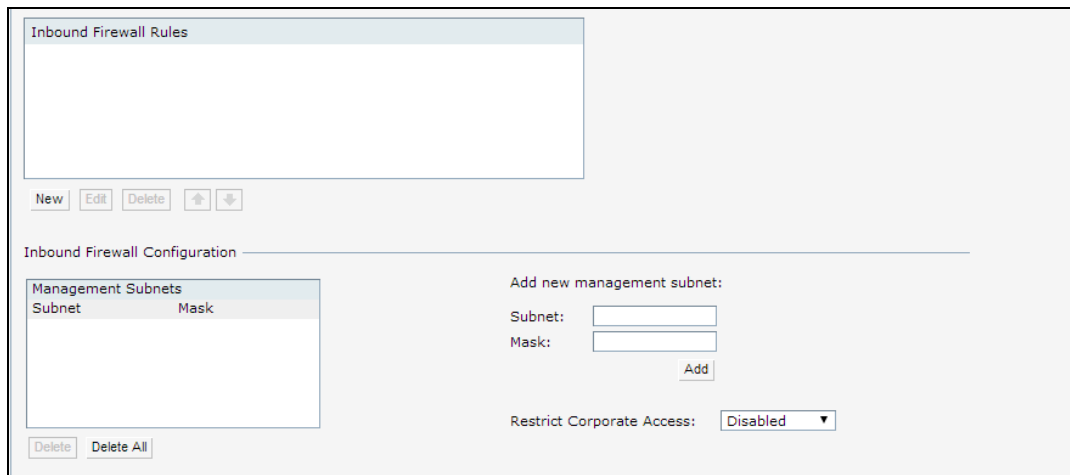 Inbound Firewall Rules
New Edit Delete
Inbound Firewall Configuration
Management Subnets
Subnet Mask
Delete Delete All
Add new management subnet:
Subnet:
Mask:
Add
Restrict Corporate Access: Disabled